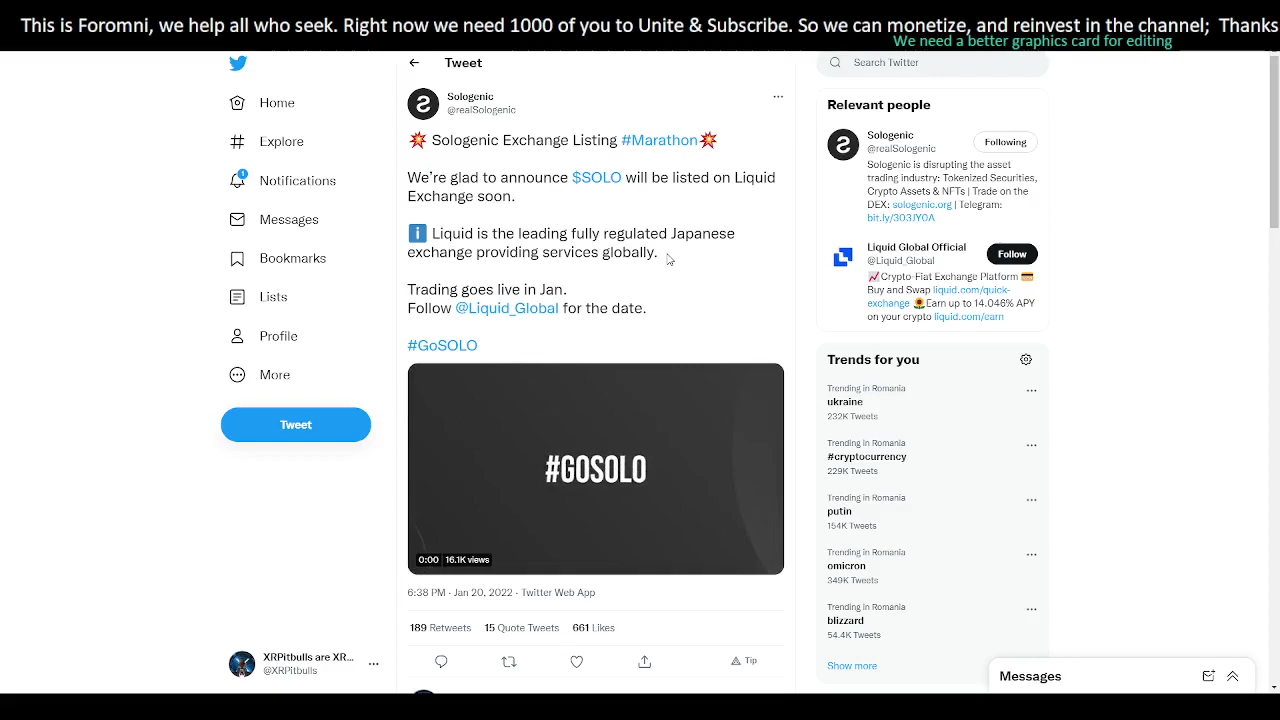 This is Foromni, we help all who seek. Right now we need 1000 of you to Unite & Subscribe. So we can monetize, and reinvest in the channel; Thanks
We need a better graphics card for editing
Home
Explore
1
Notifications
Messages
Bookmarks
Lists
Profile
More
Tweet
XRPitbulls are XR...
@XRPitbulls
Tweet
Sologenic
@realSologenic
💥 Sologenic Exchange Listing #Marathon💥
We’re glad to announce $SOLO will be listed on Liquid
Exchange soon.
ℹ️ Liquid is the leading fully regulated Japanese
exchange providing services globally.
Trading goes live in Jan.
Follow @Liquid_Global for the date.
#GoSOLO
#GOSOLO
0:00 16.1K views
6:38 PM · Jan 20, 2022 · Twitter Web App
189 Retweets 15 Quote Tweets 661 Likes
Tip
Search Twitter
Relevant people
Sologenic
@realSologenic
Following
Sologenic is disrupting the asset
trading industry: Tokenized Securities,
Crypto Assets & NFTs | Trade on the
DEX: sologenic.org | Telegram:
bit.ly/303JY0A
Liquid Global Official
@Liquid_Global
Follow
📈Crypto-Fiat Exchange Platform 💳
Buy and Swap liquid.com/quick-
exchange 🌻Earn up to 14.046% APY
on your crypto liquid.com/earn
Trends for you
Trending in Romania
ukraine
232K Tweets
Trending in Romania
#cryptocurrency
229K Tweets
Trending in Romania
putin
154K Tweets
Trending in Romania
omicron
349K Tweets
Trending in Romania
blizzard
54.4K Tweets
Show more
Messages